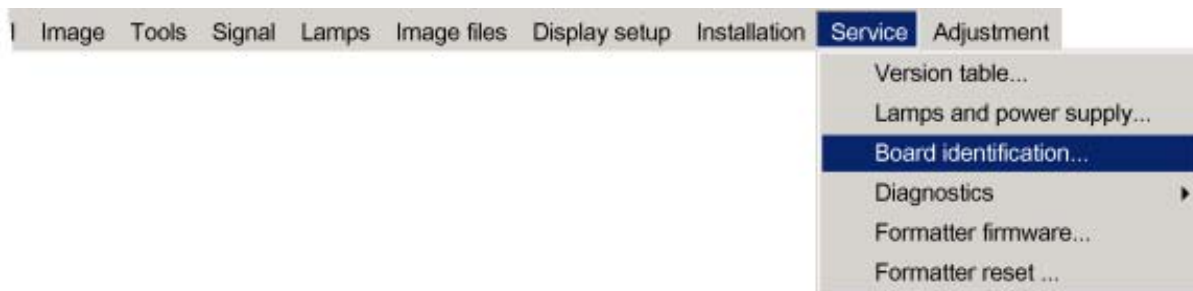 Image Tools Signal Lamps Image files Display setup Installation Service Adjustment
Version table...
Lamps and power supply...
Board identification...
Diagnostics
Formatter firmware...
Formatter reset ...